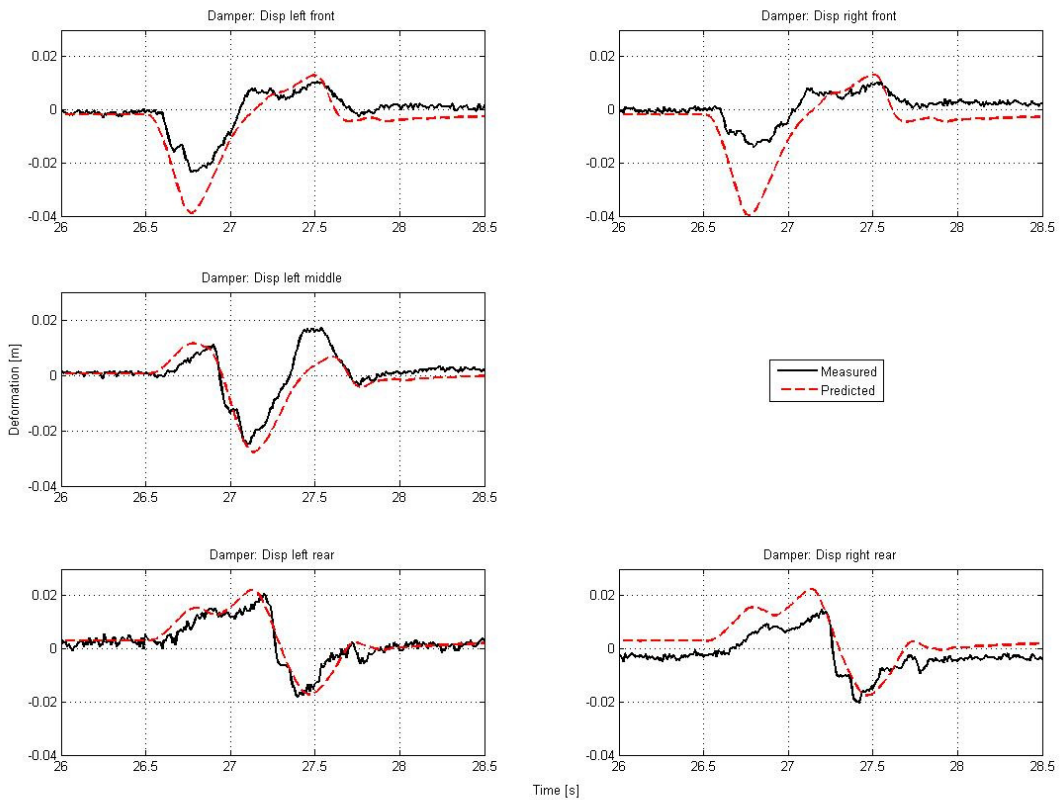 Damper: Disp left front
0.02
0
-0.02
-0.04
26 26.5 27 27.5 28 28.5
Damper: Disp right front
0.02
0
-0.02
-0.04
26 26.5 27 27.5 28 28.5
Damper: Disp left middle
Deformation [m]
0.02
0
-0.02
-0.04
26 26.5 27 27.5 28 28.5
Measured
Predicted
Damper: Disp left rear
0.02
0
-0.02
-0.04
26 26.5 27 27.5 28 28.5
Damper: Disp right rear
0.02
0
-0.02
-0.04
26 26.5 27 27.5 28 28.5
Time [s]